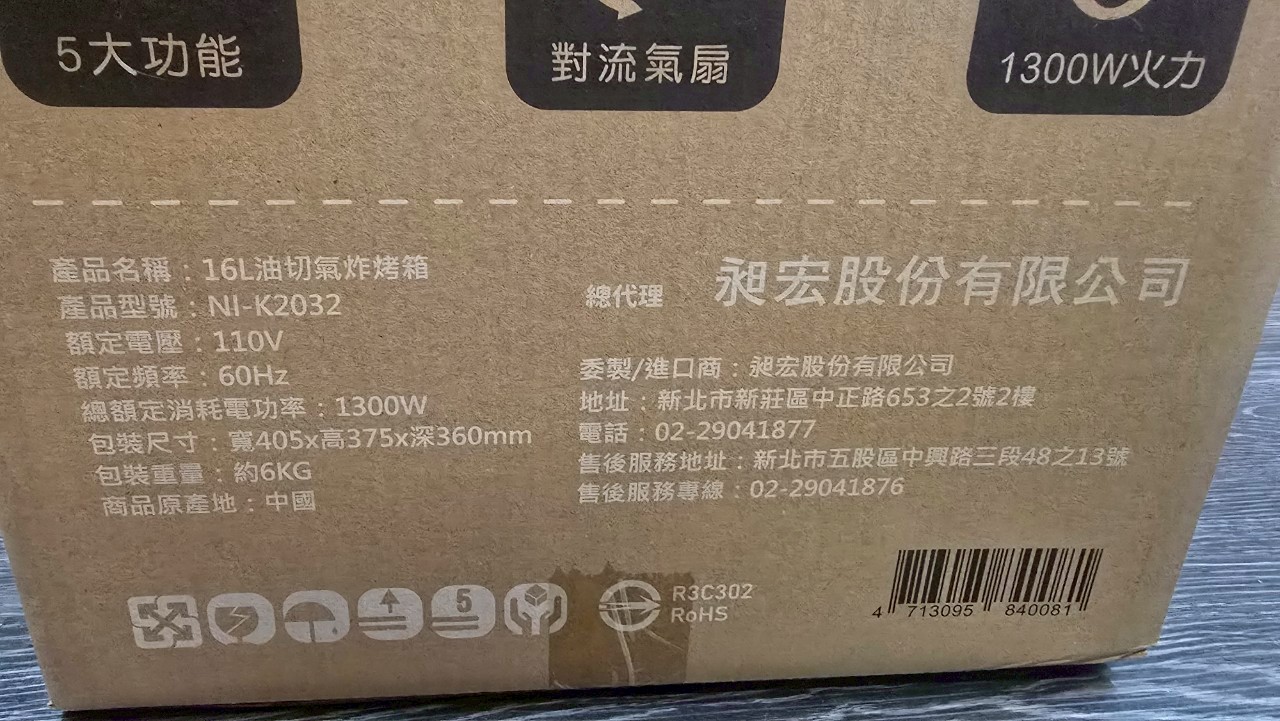 5大功能
對流氣扇
1300W火力
產品名稱：16L油切氣炸烤箱
產品型號：NI-K2032
額定電壓：110V
額定頻率：60Hz
總額定消耗電功率：1300W
包裝尺寸：寬405x高375x深360mm
包裝重量：約6KG
商品原產地：中國
總代理 昶宏股份有限公司
委製/進口商：昶宏股份有限公司
地址：新北市新莊區中正路653之2號2樓
電話：02-29041877
售後服務地址：新北市五股區中興路三段48之13號
售後服務專線：02-29041876
5
R3C302
RoHS
4 713095 840081